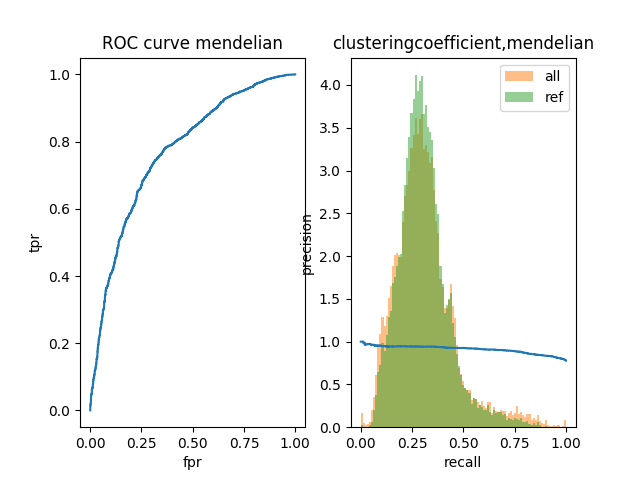 ROC curve mendelian
1.0
0.8
0.6
0.4
0.2
0.0
tpr
0.00 0.25 0.50 0.75 1.00
fpr
clusteringcoefficient,mendelian
all
ref
4.0
3.5
3.0
2.5
2.0
1.5
1.0
0.5
0.0
precision
0.00 0.25 0.50 0.75 1.00
recall